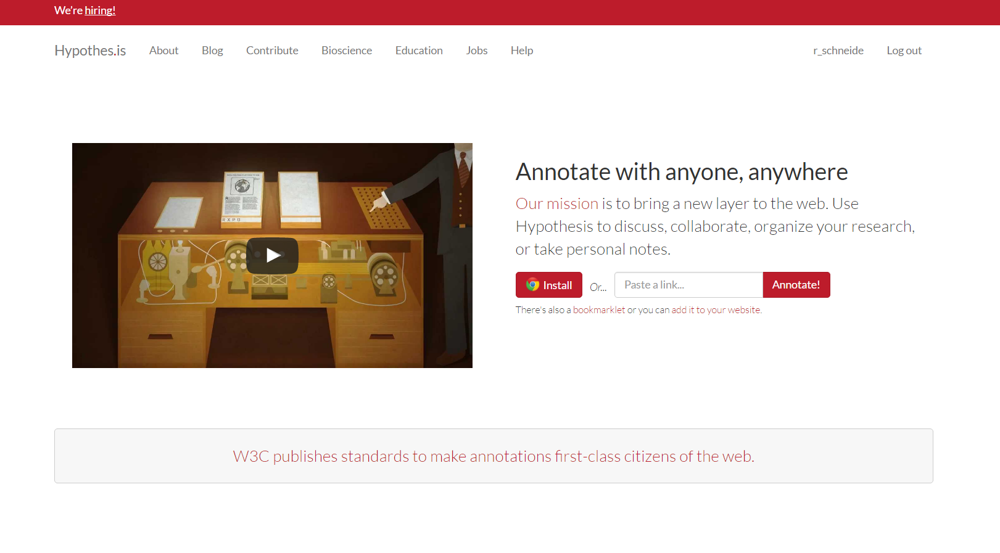 We're hiring!
Hypothes.is About Blog Contribute Bioscience Education Jobs Help r_schneide Log out
RXPG
Annotate with anyone, anywhere
Our mission is to bring a new layer to the web. Use
Hypothesis to discuss, collaborate, organize your research,
or take personal notes.
Install Or... Paste a link... Annotate!
There's also a bookmarklet or you can add it to your website.
W3C publishes standards to make annotations first-class citizens of the web.